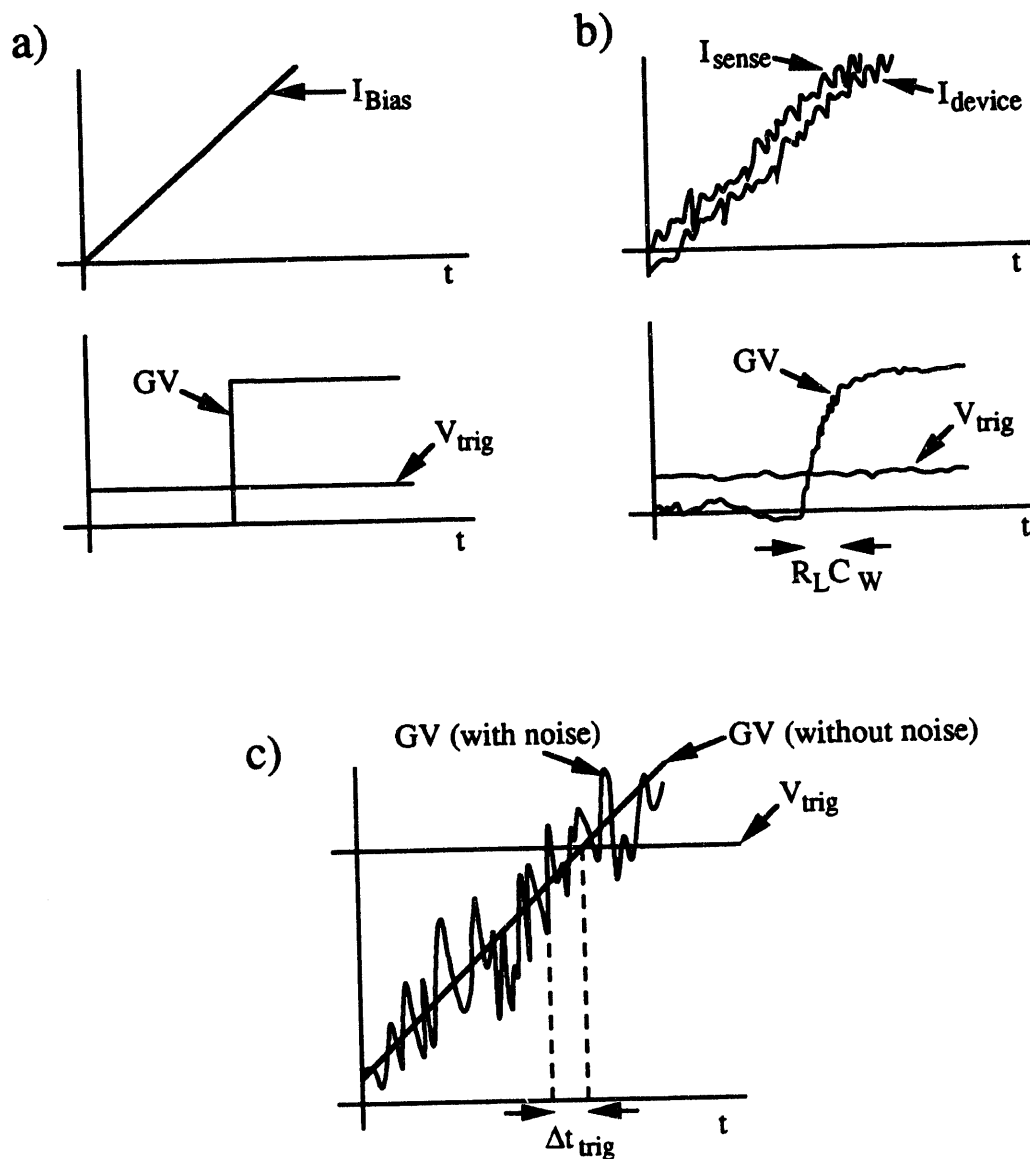 a)
I_Bias
t
GV
V_trig
t
b)
I_sense
I_device
t
GV
V_trig
t
R_L C_W
c)
GV (with noise)
GV (without noise)
V_trig
t
Δt_trig